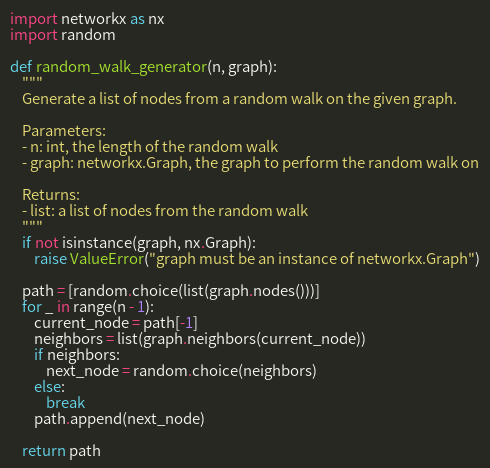 import networkx as nx
import random

def random_walk_generator(n, graph):
    """
    Generate a list of nodes from a random walk on the given graph.

    Parameters:
    - n: int, the length of the random walk
    - graph: networkx.Graph, the graph to perform the random walk on

    Returns:
    - list: a list of nodes from the random walk
    """
    if not isinstance(graph, nx.Graph):
        raise ValueError("graph must be an instance of networkx.Graph")

    path = [random.choice(list(graph.nodes()))]
    for _ in range(n - 1):
        current_node = path[-1]
        neighbors = list(graph.neighbors(current_node))
        if neighbors:
            next_node = random.choice(neighbors)
        else:
            break
        path.append(next_node)

    return path